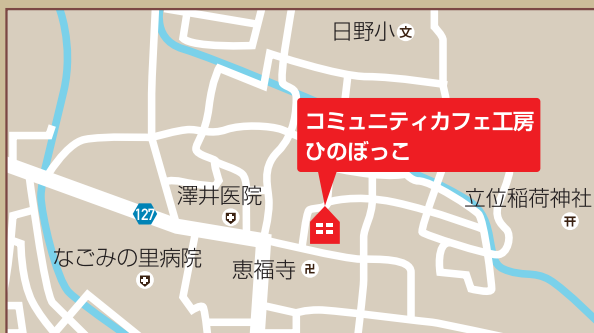 日野小
文
コミュニティカフェ工房
ひのぼっこ
澤井医院
立位稲荷神社
127
なごみの里病院
恵福寺